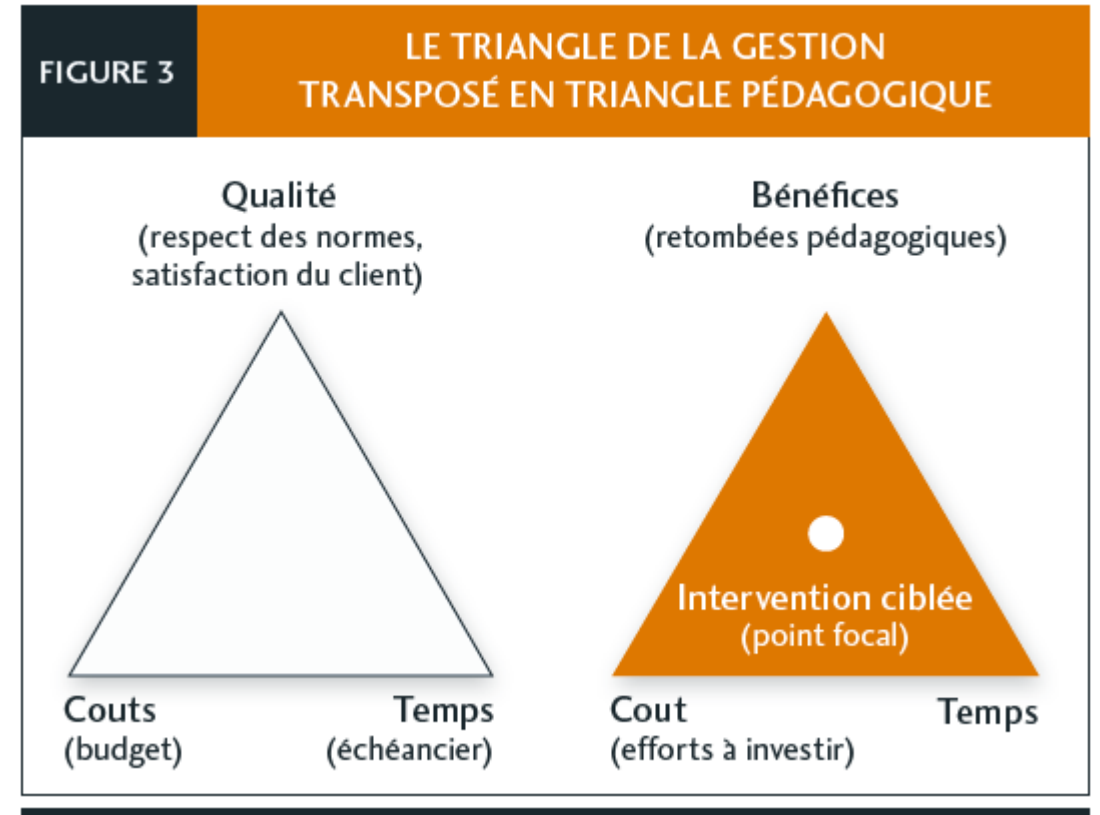 FIGURE 3
LE TRIANGLE DE LA GESTION
TRANSPOSÉ EN TRIANGLE PÉDAGOGIQUE
Qualité
(respect des normes,
satisfaction du client)
Couts
(budget)
Temps
(échéancier)
Bénéfices
(retombées pédagogiques)
Intervention ciblée
(point focal)
Cout
(efforts à investir)
Temps